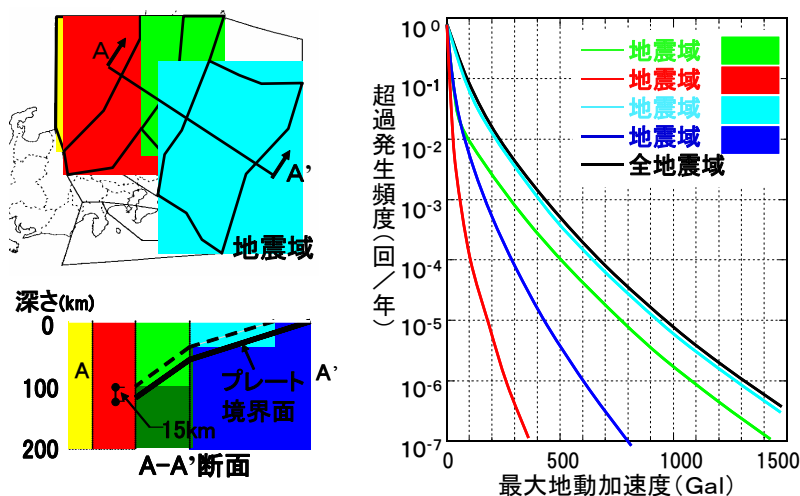 A
A'
地震域
深さ(km)
0
100
200
A
A'
プレート
境界面
15km
A-A'断面
地震域
地震域
地震域
地震域
全地震域
超過発生頻度(回/年)
10⁰
10⁻¹
10⁻²
10⁻³
10⁻⁴
10⁻⁵
10⁻⁶
10⁻⁷
0
500
1000
1500
最大地動加速度(Gal)